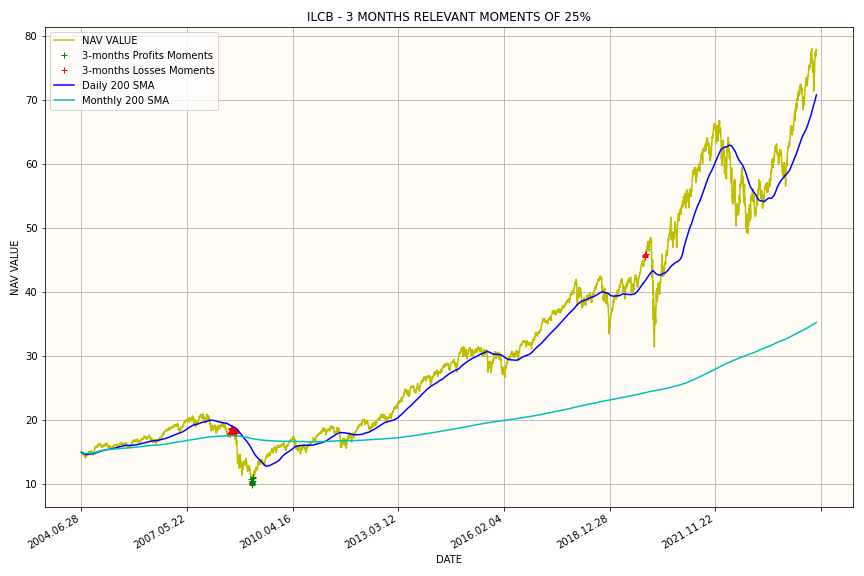 ILCB - 3 MONTHS RELEVANT MOMENTS OF 25%
NAV VALUE
3-months Profits Moments
3-months Losses Moments
Daily 200 SMA
Monthly 200 SMA
80
70
60
50
40
30
20
10
NAV VALUE
2004.06.28
2007.05.22
2010.04.16
2013.03.12
2016.02.04
2018.12.28
2021.11.22
DATE